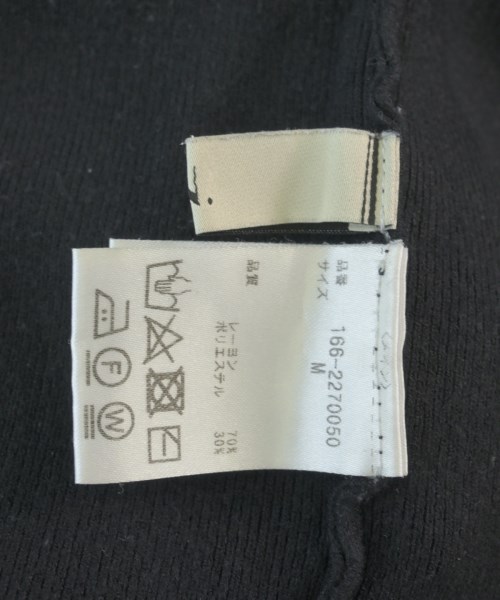 品番 166-2270050
サイズ M
品質
レーヨン 70%
ポリエステル 30%
F
W